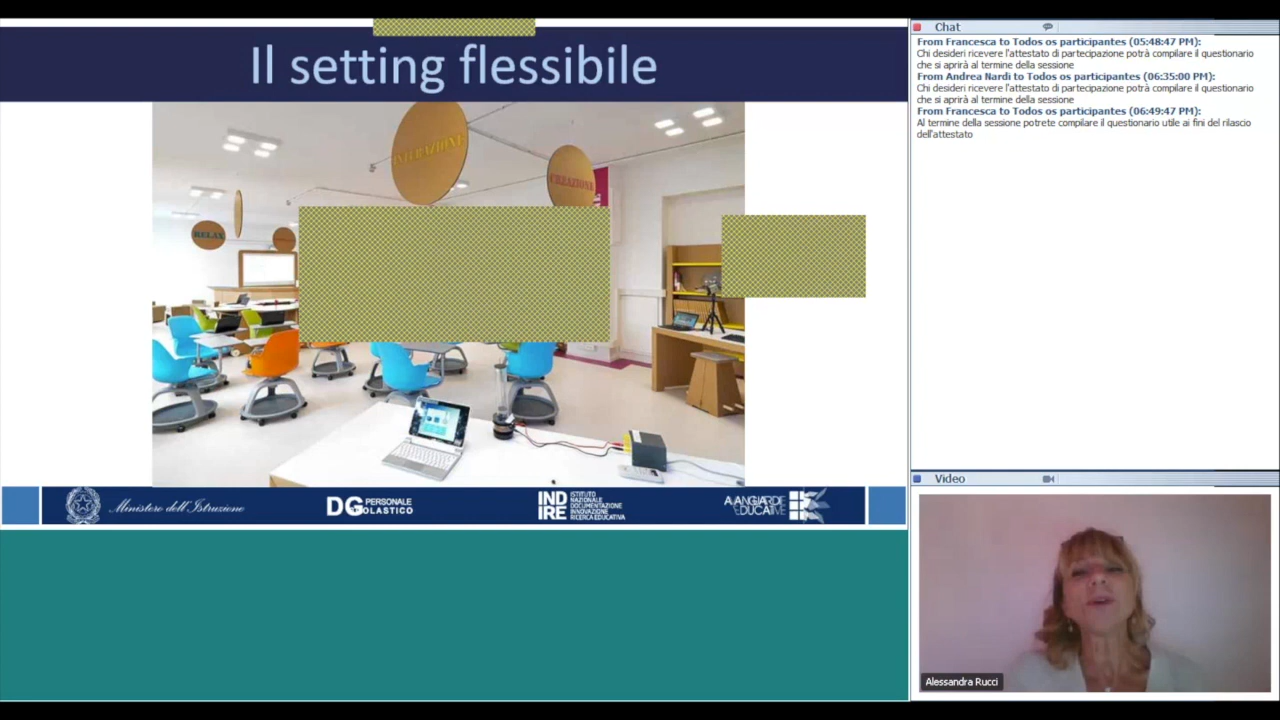 Il setting flessibile
INTERAZIONE
CREAZIONE
RELAX
Ministero dell'Istruzione
DG PERSONALE
SCOLASTICO
INDIRE
ISTITUTO
NAZIONALE
DOCUMENTAZIONE
INNOVAZIONE
RICERCA EDUCATIVA
AVANGUARDIE
EDUCATIVE
Chat
From Francesca to Todos os participantes (05:48:47 PM):
Chi desideri ricevere l'attestato di partecipazione potrà compilare il questionario
che si aprirà al termine della sessione
From Andrea Nardi to Todos os participantes (06:35:00 PM):
Chi desideri ricevere l'attestato di partecipazione potrà compilare il questionario
che si aprirà al termine della sessione
From Francesca to Todos os participantes (06:49:47 PM):
Al termine della sessione potrete compilare il questionario utile ai fini del rilascio
dell'attestato
Video
Alessandra Rucci